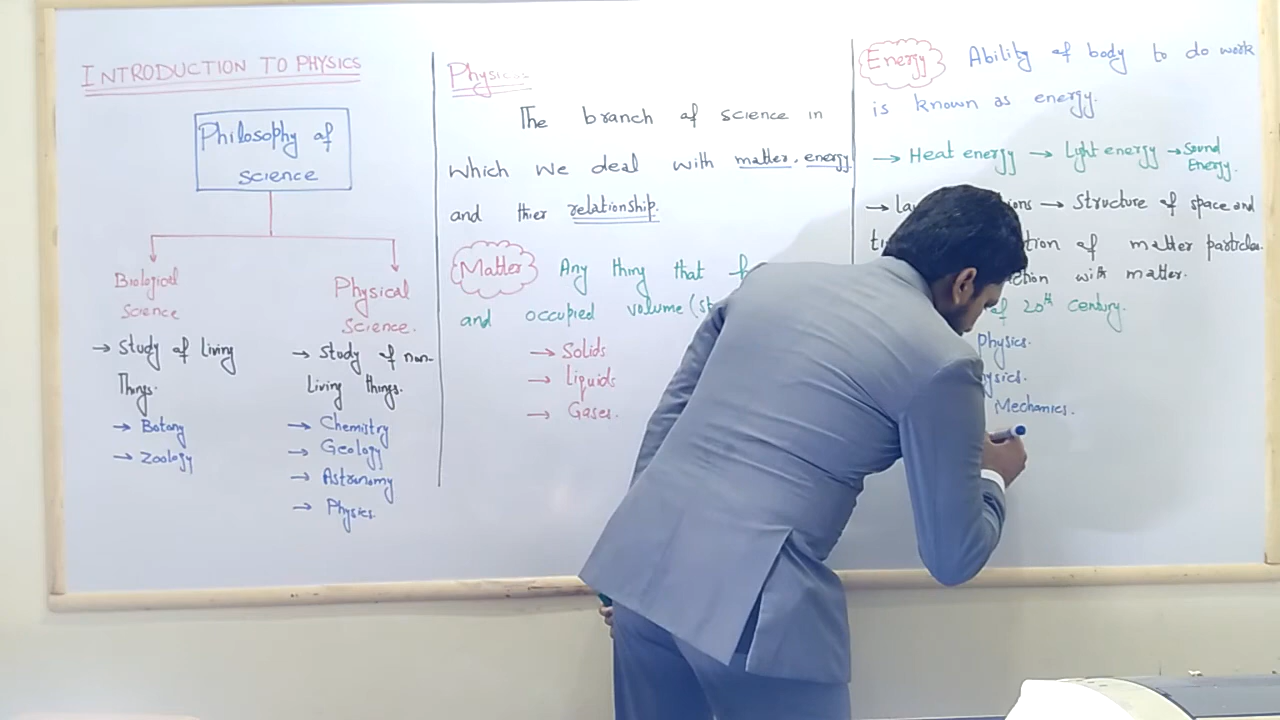 INTRODUCTION TO PHYSICS
Philosophy of
science
Biological
Science
→ Study of living
Things.
→ Botany
→ Zoology
Physical
Science.
→ Study of non-
Living things.
→ Chemistry
→ Geology
→ Astronomy
→ Physics.
Physics
The branch of science in
which we deal with matter, energy
and thier relationship.
Matter Any thing that
and occupied volume
→ Solids
→ Liquids
→ Gases.
Energy Ability of body to do work
is known as energy.
→ Heat energy → Light energy → Sound
Energy.
→ → Structure of space and
of matter particles
with matter.
of 20th century.
physics.
Mechanics.